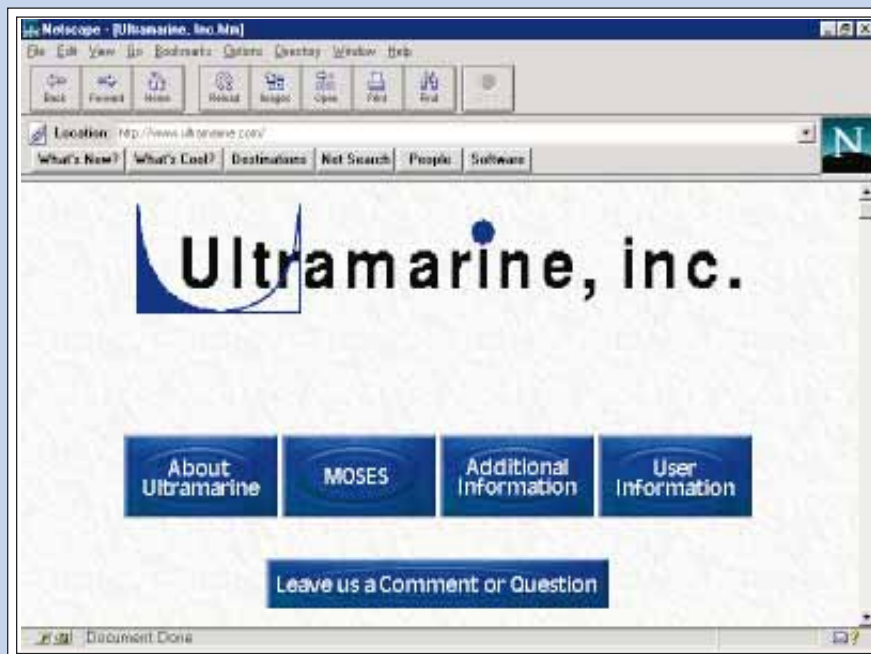 Netscape - [Ultramarine, Inc.htm]
File Edit View Go Bookmarks Options Directory Window Help
Back Forward Home Reload Images Open Print Find
Location: http://www.ultramarine.com/
What's New? What's Cool? Destinations Net Search People Software
N
Ultramarine, inc.
About
Ultramarine
MOSES
Additional
Information
User
Information
Leave us a Comment or Question
Document Done